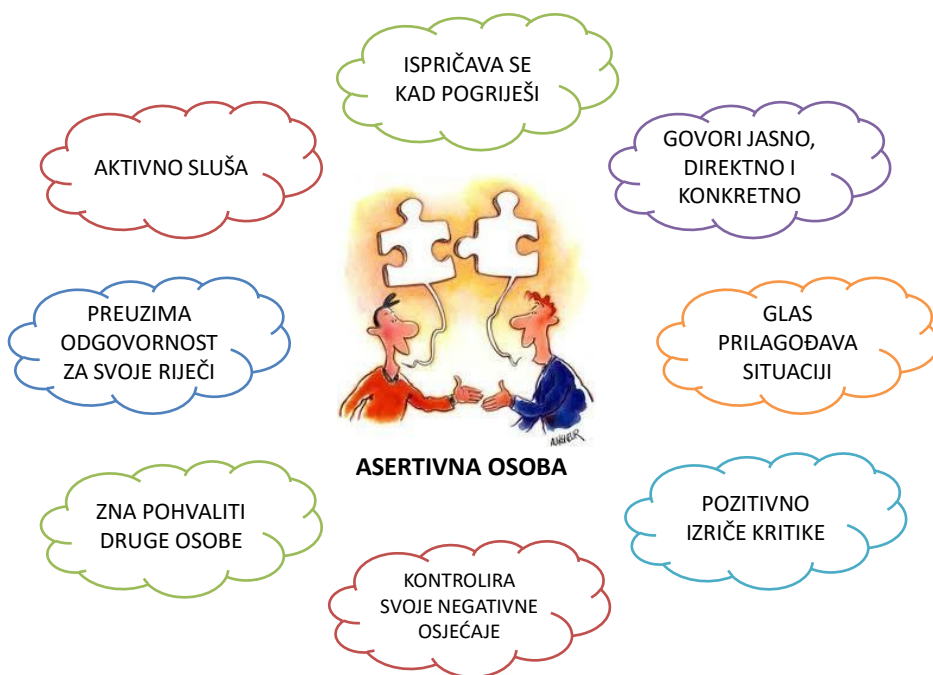 ISPRIČAVA SE
KAD POGRIJEŠI
GOVORI JASNO,
DIREKTNO I
KONKRETNO
AKTIVNO SLUŠA
PREUZIMA
ODGOVORNOST
ZA SVOJE RIJEČI
GLAS
PRILAGOĐAVA
SITUACIJI
ASERTIVNA OSOBA
ZNA POHVALITI
DRUGE OSOBE
POZITIVNO
IZRIČE KRITIKE
KONTROLIRA
SVOJE NEGATIVNE
OSJEĆAJE